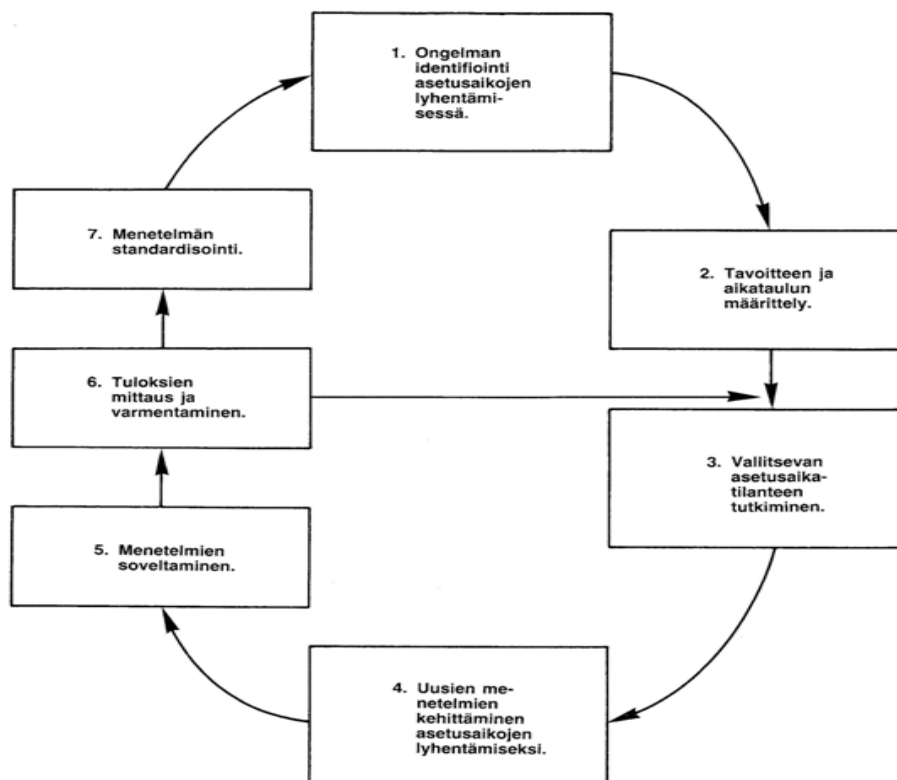 1. Ongelman
identifiointi
asetusaikojen
lyhentämi-
sessä.
2. Tavoitteen ja
aikataulun
määrittely.
3. Vallitsevan
asetusaika-
tilanteen
tutkiminen.
4. Uusien me-
netelmien
kehittäminen
asetusaikojen
lyhentämiseksi.
5. Menetelmien
soveltaminen.
6. Tuloksien
mittaus ja
varmentaminen.
7. Menetelmän
standardisointi.